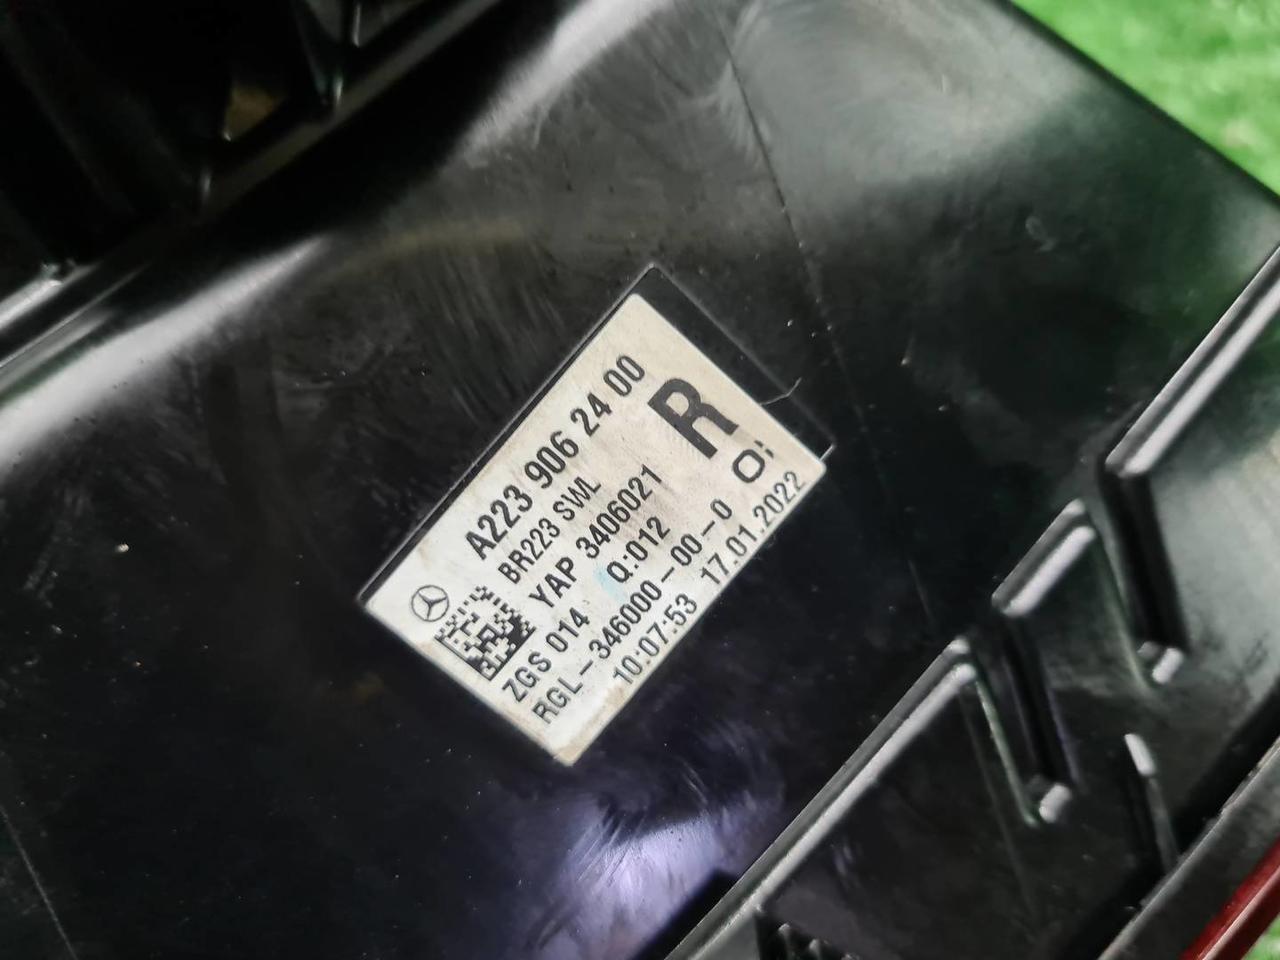 A223 906 24 00
BR223 SWL
R
YAP 3406021
ZGS 014 Q:012
RGL-346000-00-0
10:07:53 17.01.2022